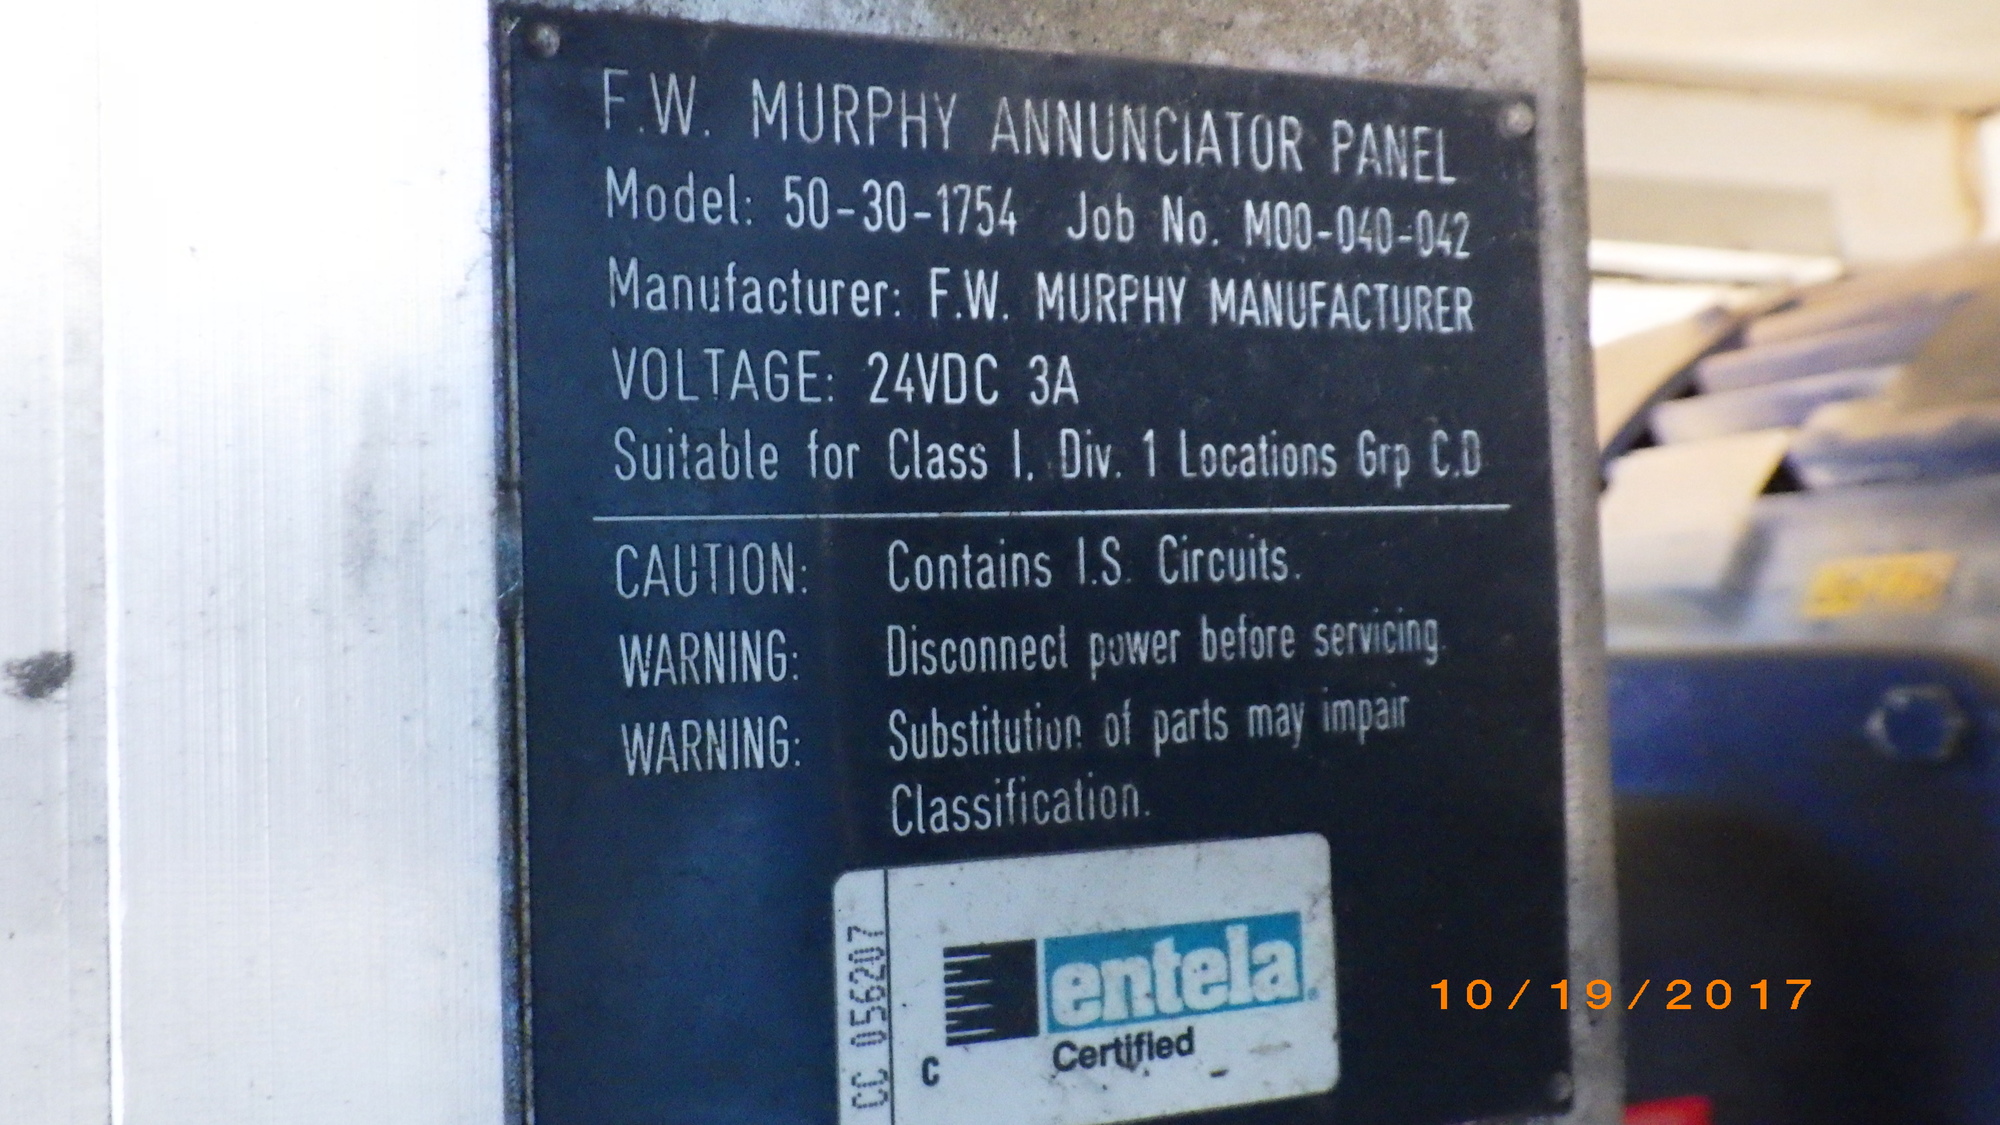 F.W. MURPHY ANNUNCIATOR PANEL
Model: 50-30-1754 Job No. M00-040-042
Manufacturer: F.W. MURPHY MANUFACTURER
VOLTAGE: 24VDC 3A
Suitable for Class I, Div. 1 Locations Grp C.D
CAUTION: Contains I.S. Circuits.
WARNING: Disconnect power before servicing.
WARNING: Substitution of parts may impair
Classification.
CC 056207
C
entela
Certified
10/19/2017